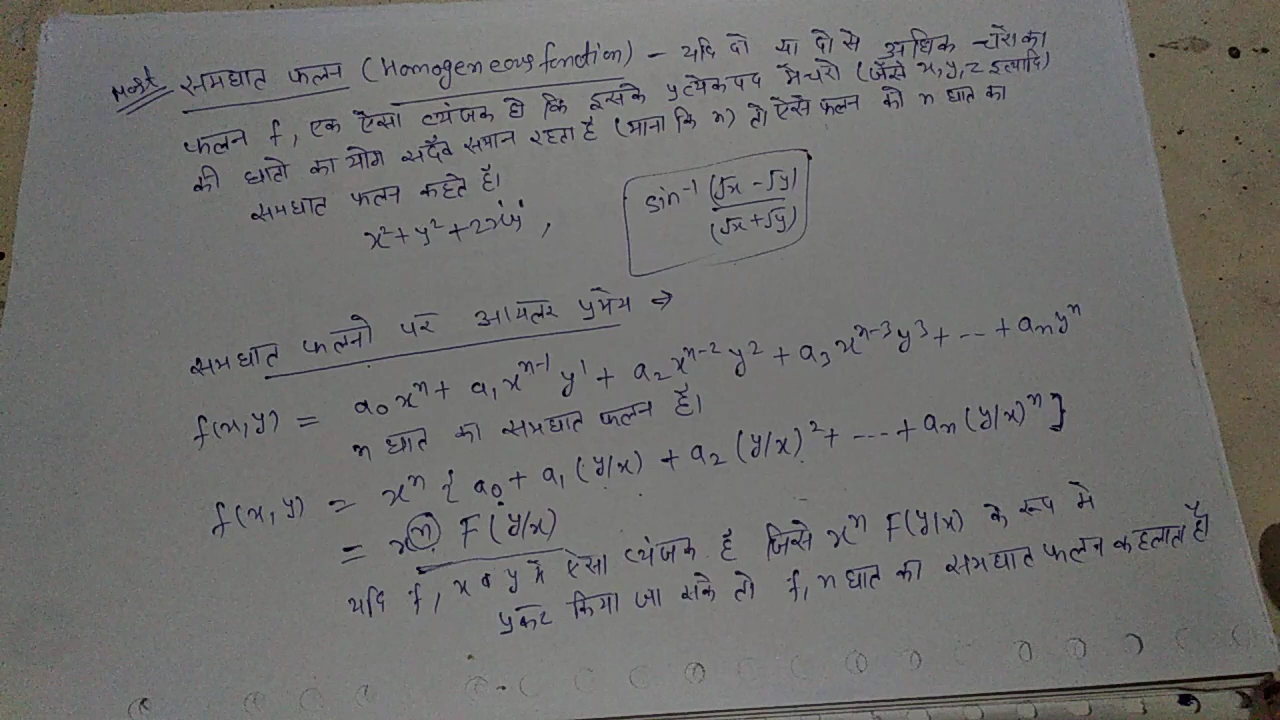 Most समघात फलन (Homogeneous function) - यदि दो या दो से अधिक चरों का
फलन f, एक ऐसा व्यंजक हो कि इसके प्रत्येक पद में चरों (जैसे x, y, z इत्यादि)
की घातो का योग सदैव समान रहता है (माना कि n) तो ऐसे फलन को n घात का
समघात फलन कहते है।
x² + y² + 2x¹y¹ ,
sin⁻¹ (√x - √y)/(√x + √y)
समघात फलनो पर आयलर प्रमेय ⇒
f(x, y) = a₀xⁿ + a₁xⁿ⁻¹y¹ + a₂xⁿ⁻²y² + a₃xⁿ⁻³y³ + --- + aₙyⁿ
n घात का समघात फलन है।
f(x, y) = xⁿ { a₀ + a₁(y/x) + a₂(y/x)² + --- + aₙ(y/x)ⁿ }
= xⁿ F(y/x)
यदि f, x व y में ऐसा व्यंजक है जिसे xⁿ F(y/x) के रूप मे
प्रकट किया जा सके तो f, n घात का समघात फलन कहलाता है।